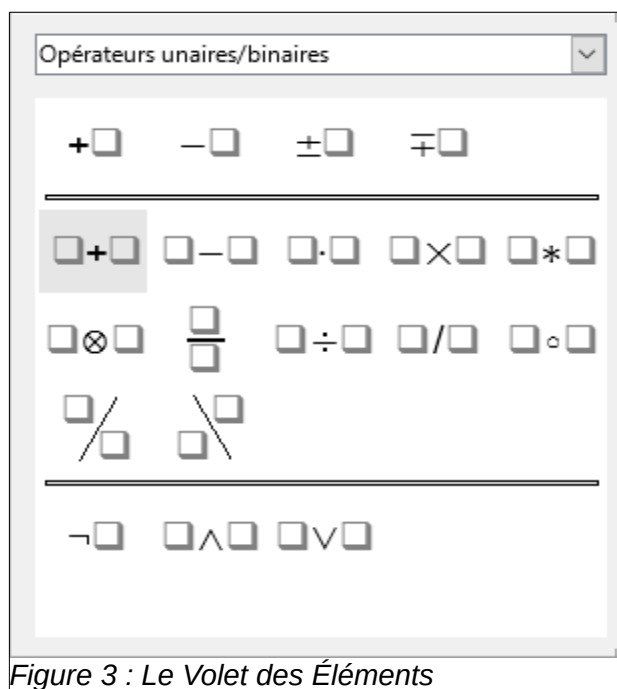 Opérateurs unaires/binaires
+□ −□ ±□ ∓□
□+□ □−□ □·□ □×□ □∗□
□⊗□ □/□ □÷□ □/□ □∘□
□/□ □\□
¬□ □∧□ □∨□
Figure 3 : Le Volet des Éléments